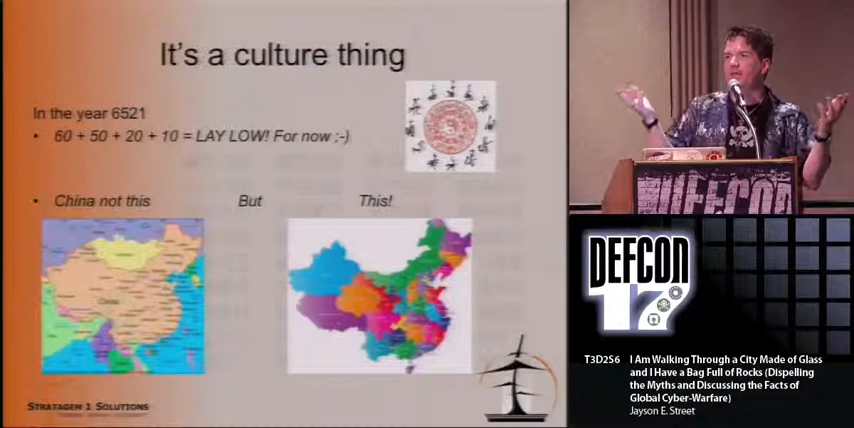 It's a culture thing
In the year 6521
• 60 + 50 + 20 + 10 = LAY LOW! For now ;-)
• China not this But This!
China
STRATAGEM 1 SOLUTIONS
DEFCON
DEFCON
17
T3D2S6 I Am Walking Through a City Made of Glass
and I Have a Bag Full of Rocks (Dispelling
the Myths and Discussing the Facts of
Global Cyber-Warfare)
Jayson E. Street